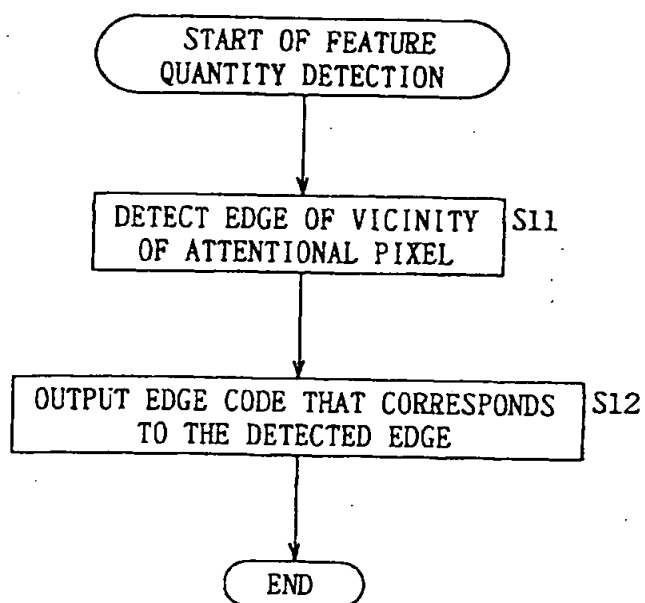 START OF FEATURE
QUANTITY DETECTION
DETECT EDGE OF VICINITY
OF ATTENTIONAL PIXEL
S11
OUTPUT EDGE CODE THAT CORRESPONDS
TO THE DETECTED EDGE
S12
END